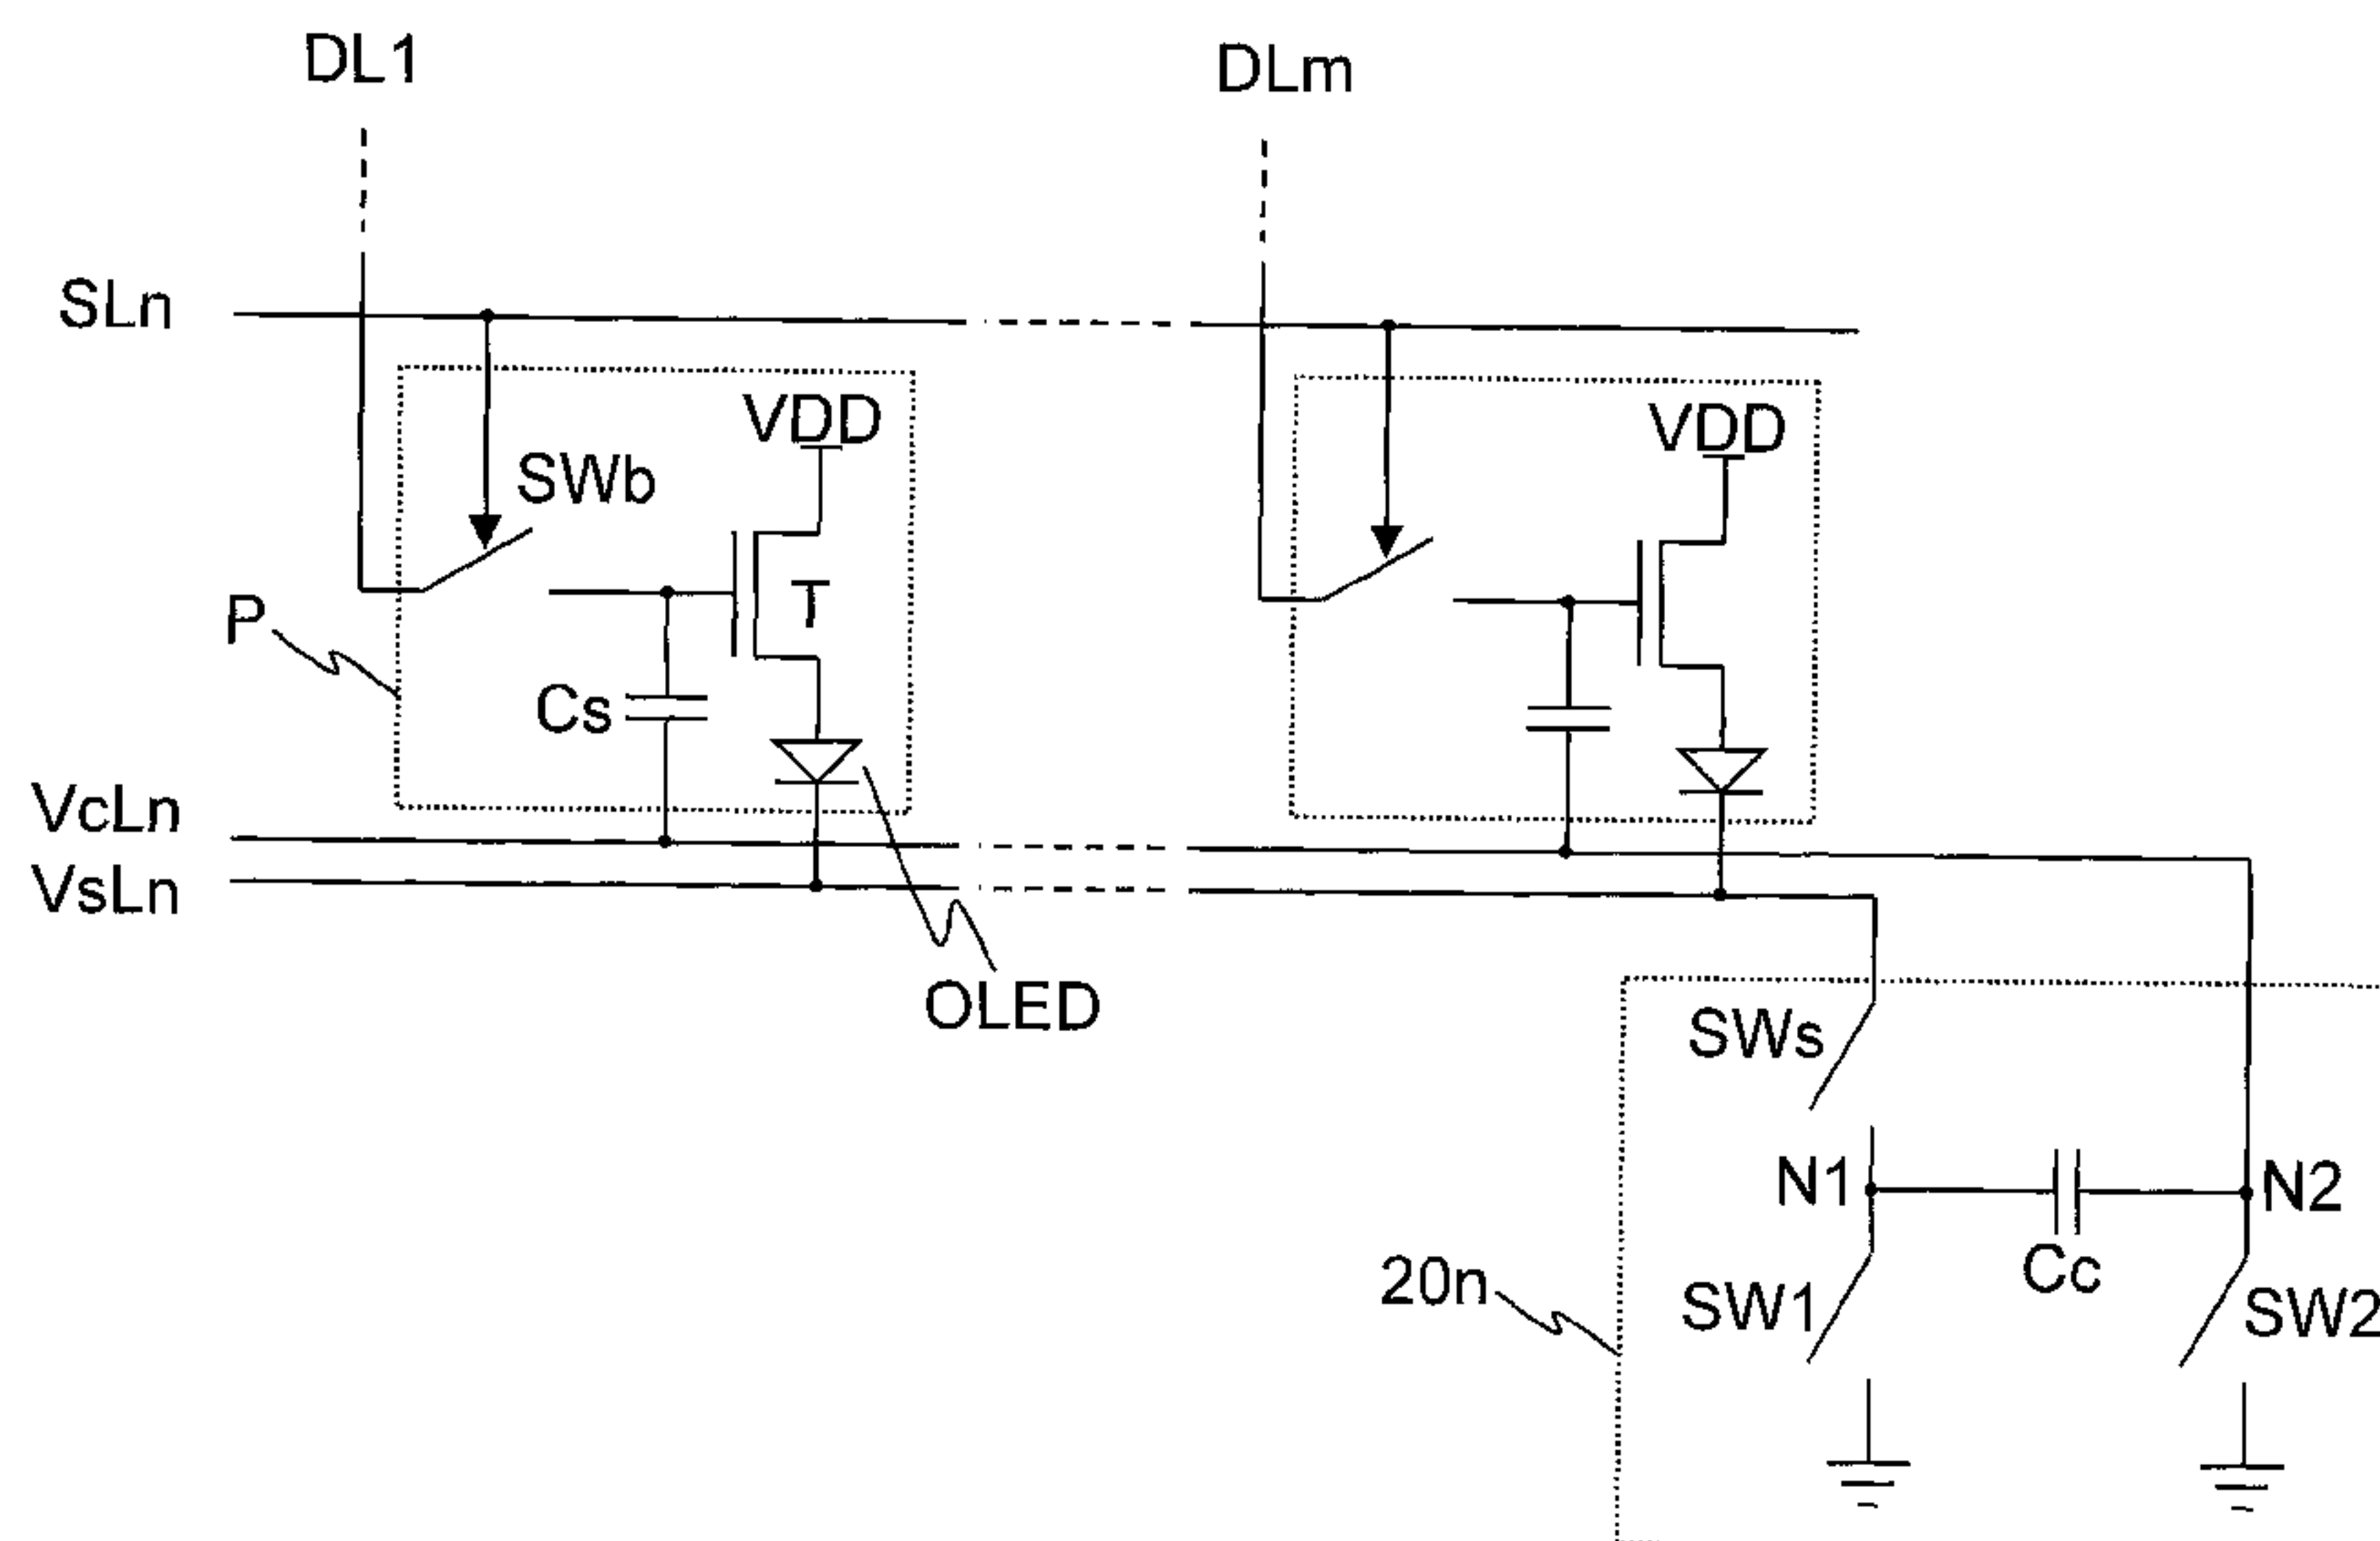 DL1
DLm
SLn
VDD
VDD
SWb
T
P
Cs
VcLn
VsLn
OLED
SWs
N1
N2
Cc
20n
SW1
SW2